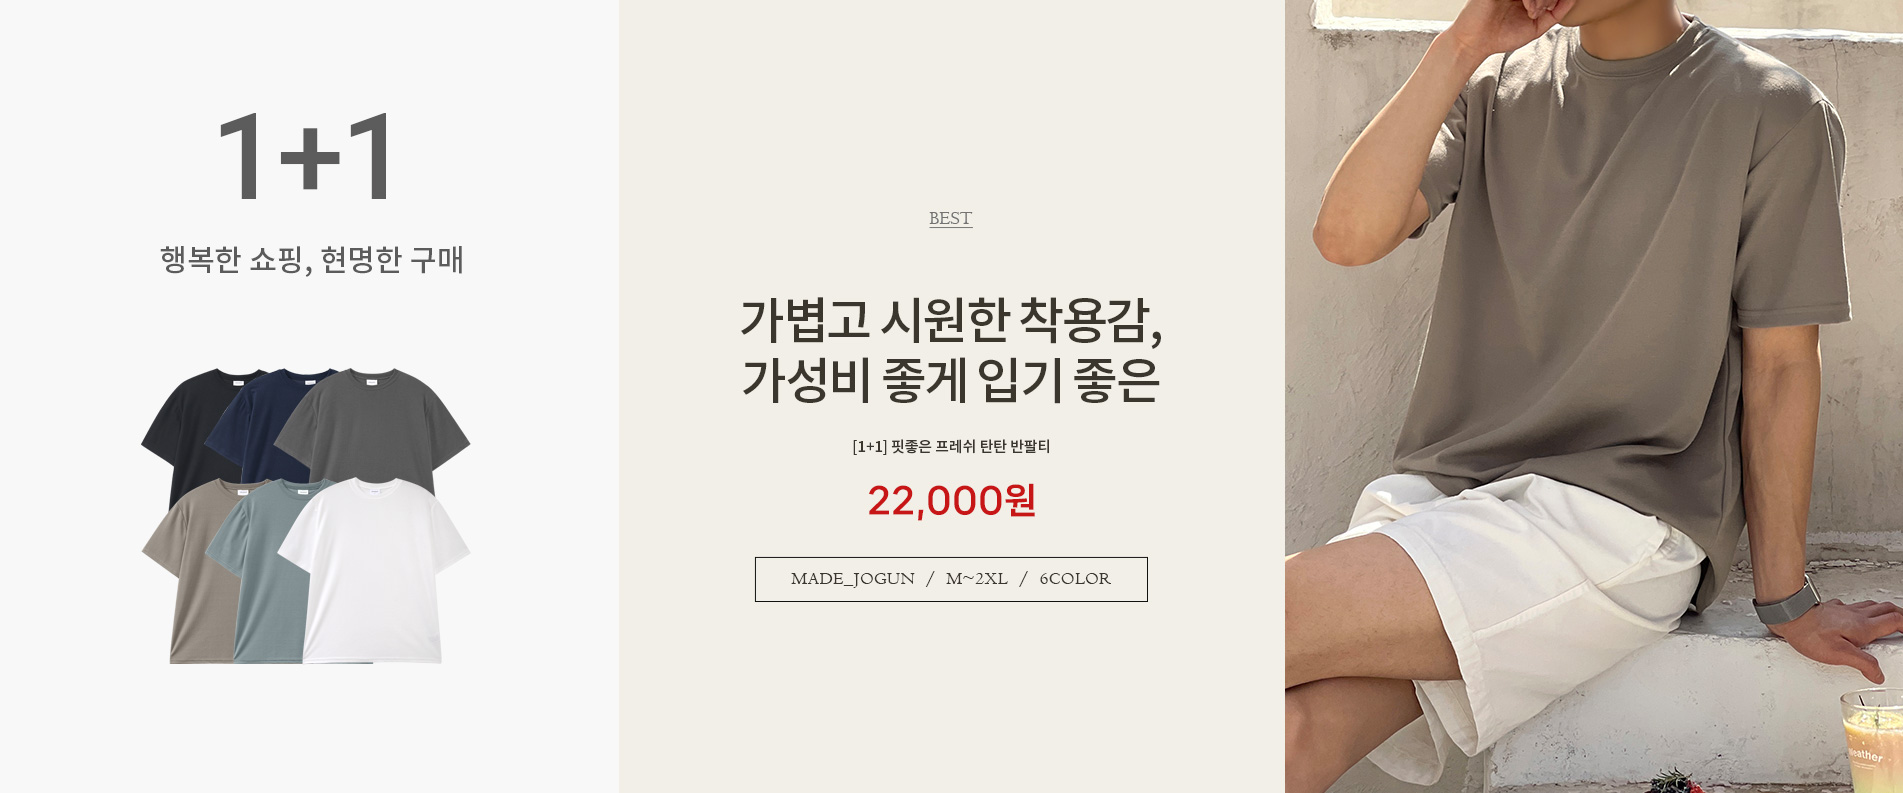 1+1
행복한 쇼핑, 현명한 구매
BEST
가볍고 시원한 착용감,
가성비 좋게 입기 좋은
[1+1] 핏좋은 프레쉬 탄탄 반팔티
22,000원
MADE_JOGUN / M~2XL / 6COLOR
Weather